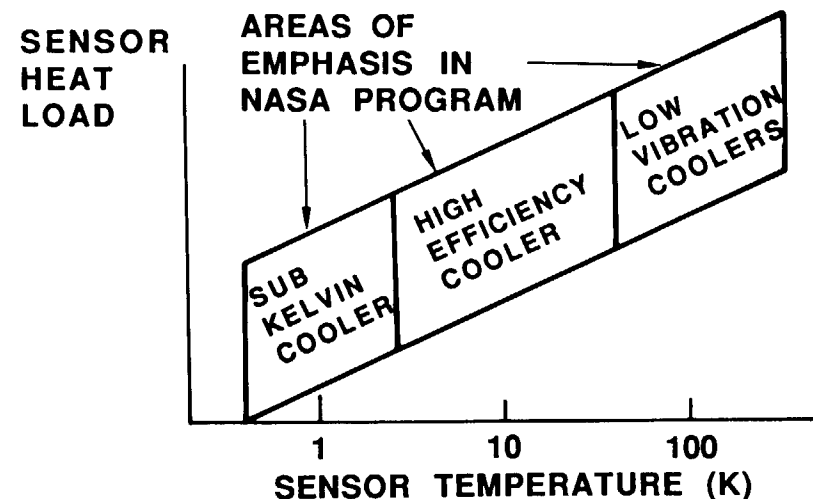 SENSOR
HEAT
LOAD
AREAS OF
EMPHASIS IN
NASA PROGRAM
SUB
KELVIN
COOLER
HIGH
EFFICIENCY
COOLER
LOW
VIBRATION
COOLERS
1 10 100
SENSOR TEMPERATURE (K)